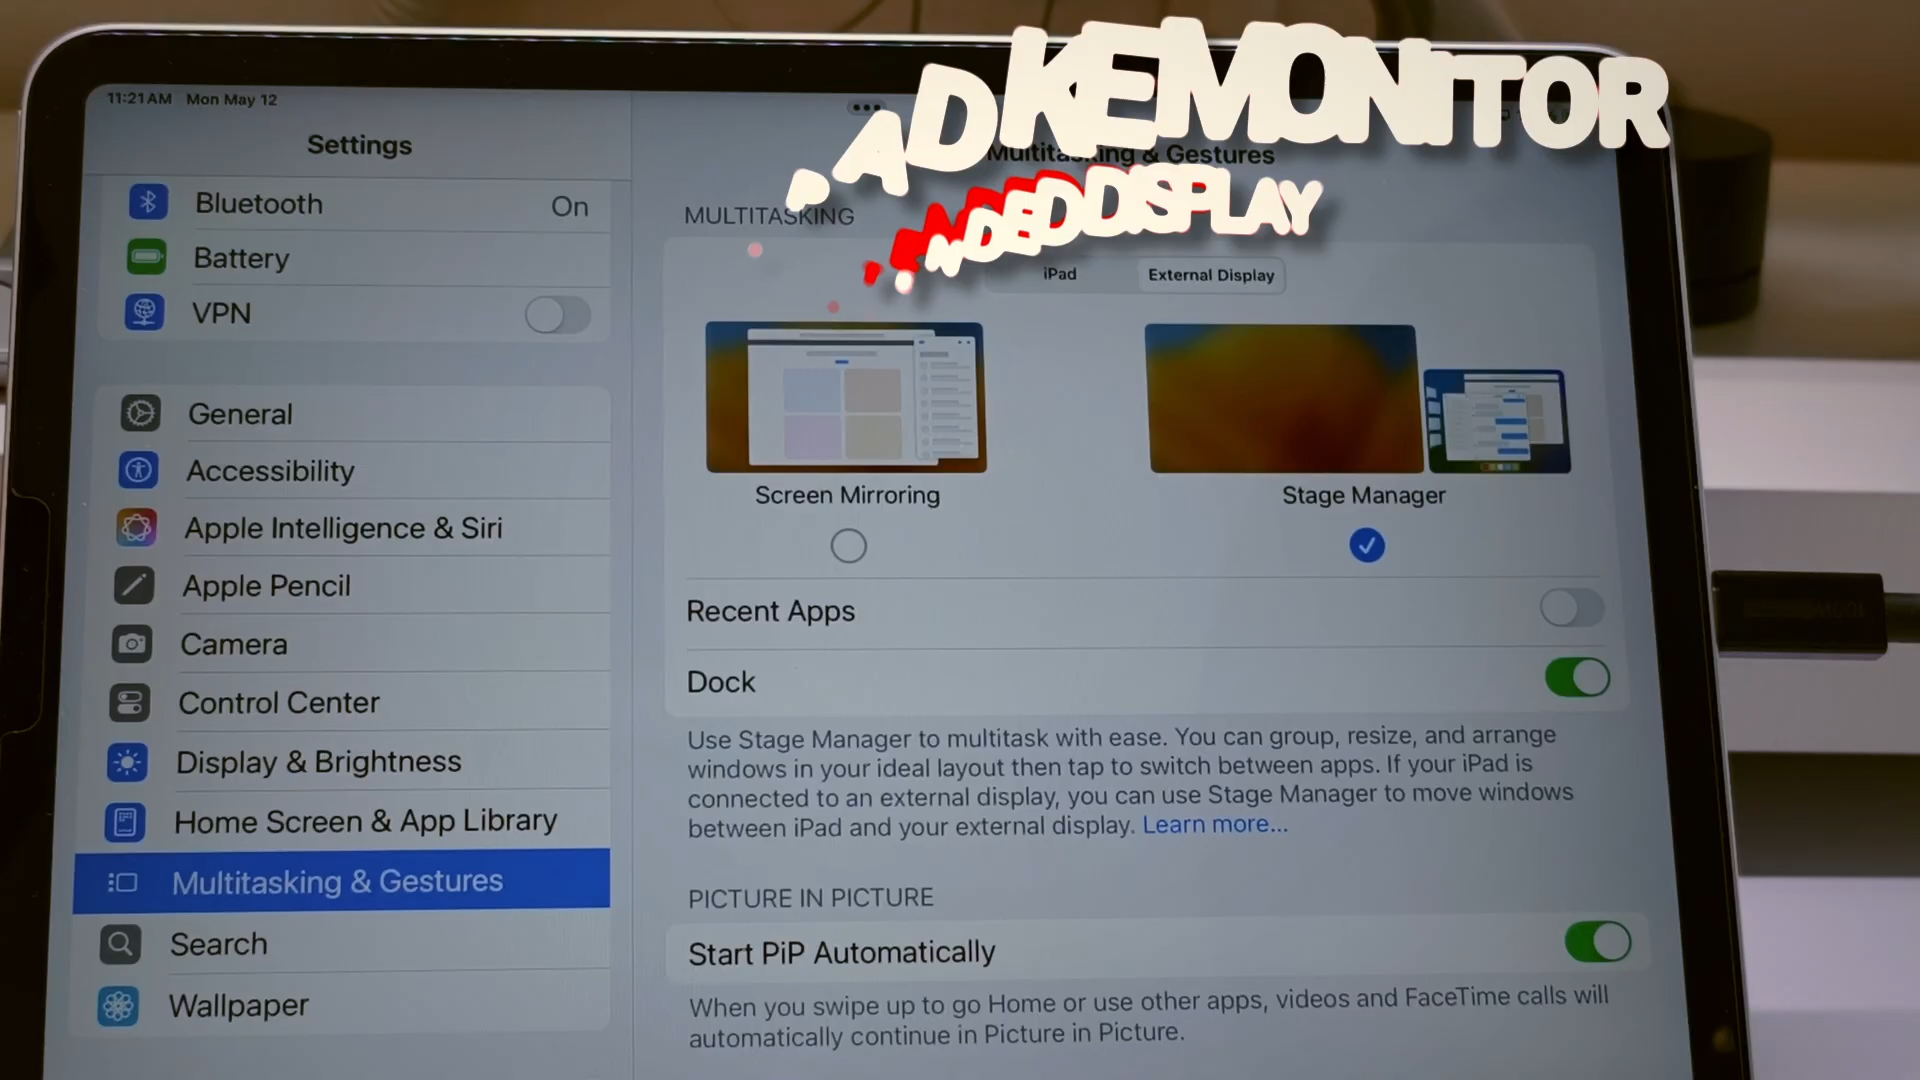 11:21 AM Mon May 12
Settings
Bluetooth On
Battery
VPN
General
Accessibility
Apple Intelligence & Siri
Apple Pencil
Camera
Control Center
Display & Brightness
Home Screen & App Library
Multitasking & Gestures
Search
Wallpaper
MONITOR
DISPLAY
& Gestures
MULTITASKING
iPad External Display
Screen Mirroring
Stage Manager
Recent Apps
Dock
Use Stage Manager to multitask with ease. You can group, resize, and arrange
windows in your ideal layout then tap to switch between apps. If your iPad is
connected to an external display, you can use Stage Manager to move windows
between iPad and your external display. Learn more...
PICTURE IN PICTURE
Start PiP Automatically
When you swipe up to go Home or use other apps, videos and FaceTime calls will
automatically continue in Picture in Picture.